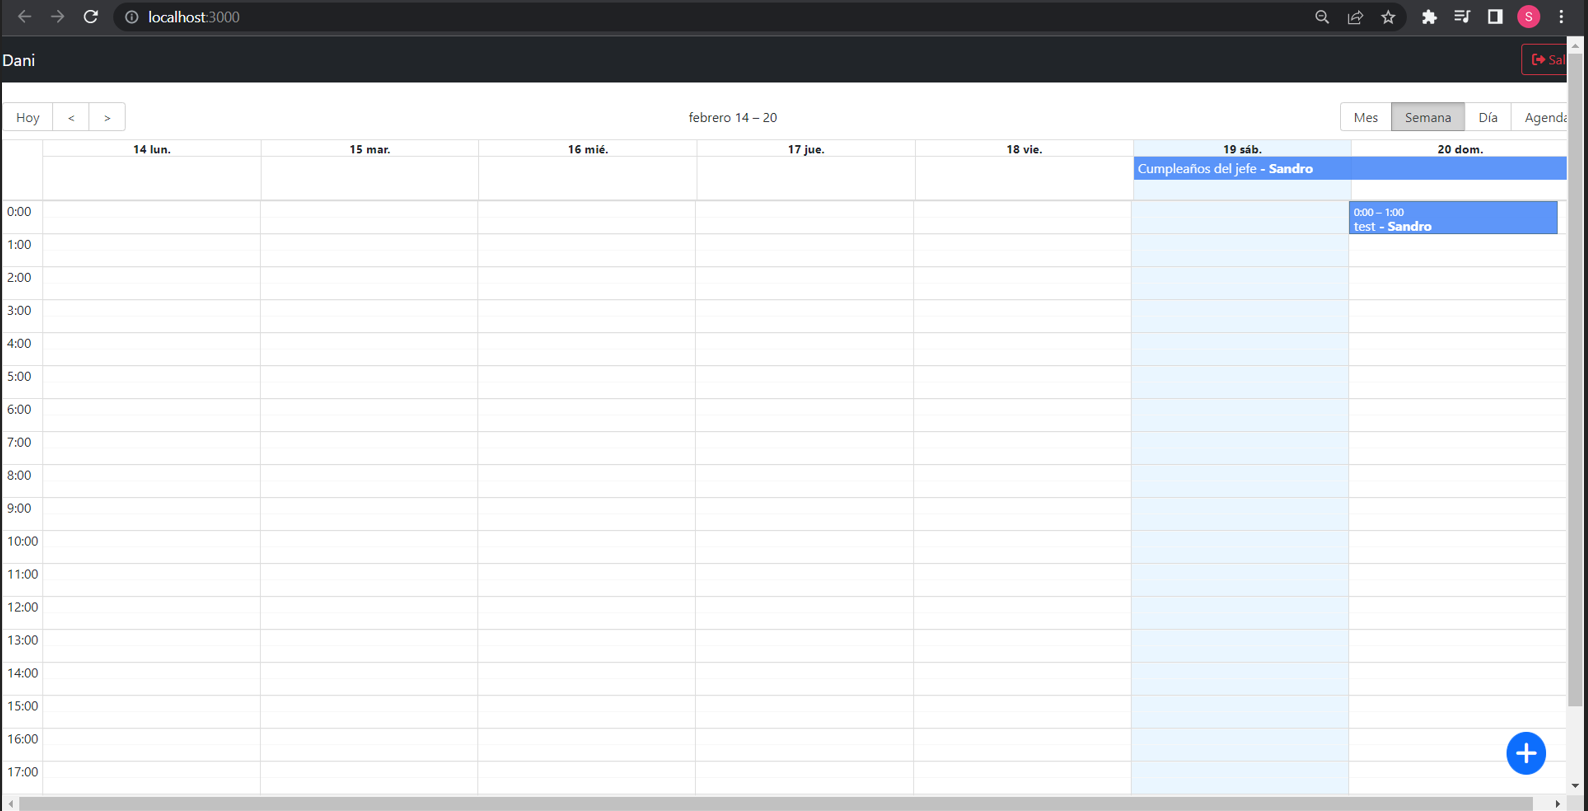 localhost:3000
S
Dani
Sal
Hoy < >
febrero 14 – 20
Mes Semana Día Agenda
14 lun. 15 mar. 16 mié. 17 jue. 18 vie. 19 sáb. 20 dom.
Cumpleaños del jefe - Sandro
0:00
0:00 – 1:00
test - Sandro
1:00
2:00
3:00
4:00
5:00
6:00
7:00
8:00
9:00
10:00
11:00
12:00
13:00
14:00
15:00
16:00
17:00